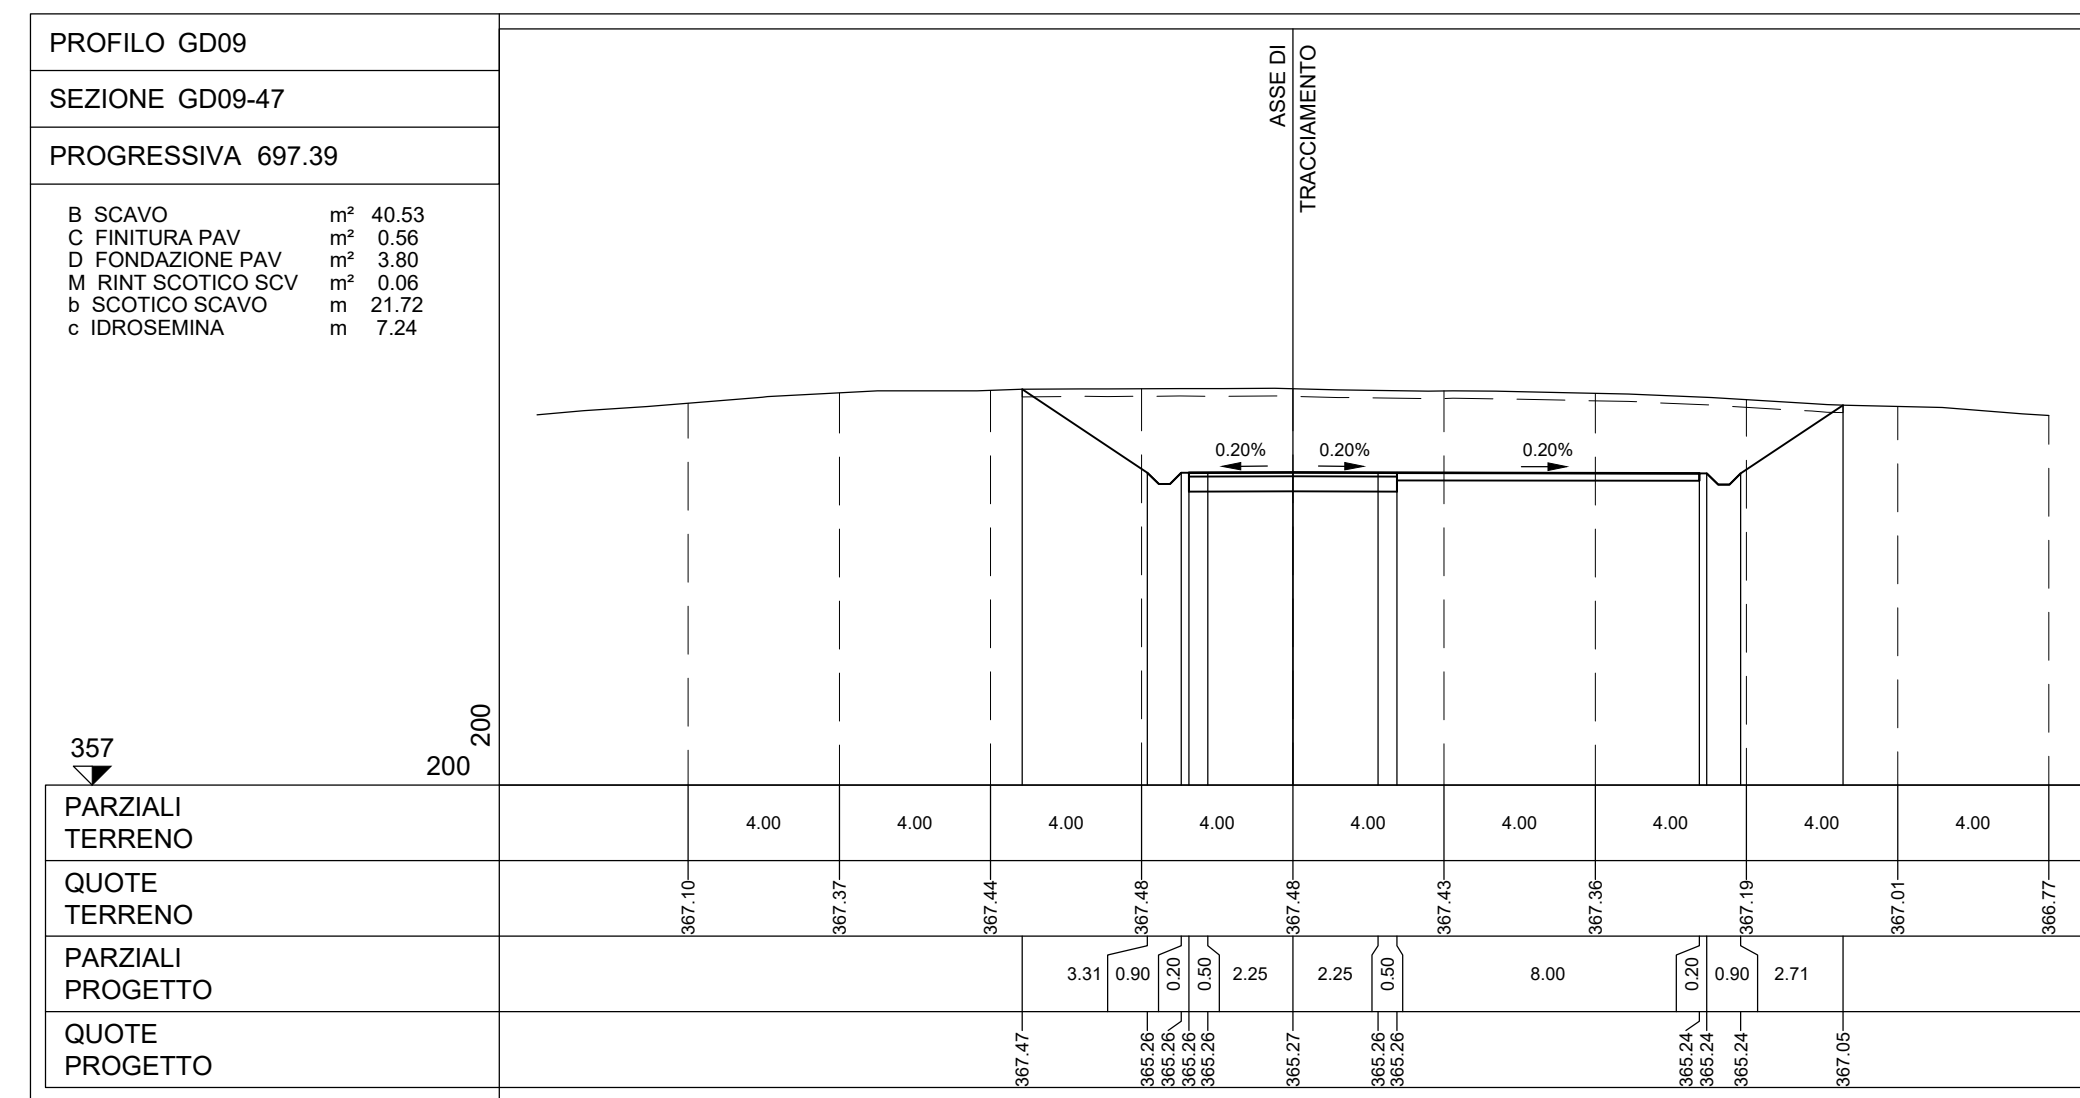 PROFILO GD09
SEZIONE GD09-47
PROGRESSIVA 697.39
B SCAVO m² 40.53
C FINITURA PAV m² 0.56
D FONDAZIONE PAV m² 3.80
M RINT SCOTICO SCV m² 0.06
b SCOTICO SCAVO m 21.72
c IDROSEMINA m 7.24
ASSE DI
TRACCIAMENTO
0.20% 0.20% 0.20%
357
200
200
PARZIALI
TERRENO
4.00 4.00 4.00 4.00 4.00 4.00 4.00 4.00 4.00
QUOTE
TERRENO
367.10 367.37 367.44 367.48 367.48 367.43 367.36 367.19 367.01 366.77
PARZIALI
PROGETTO
3.31 0.90 0.20 0.50 2.25 2.25 0.50 8.00 0.20 0.90 2.71
QUOTE
PROGETTO
367.47 365.26 365.26 365.26 365.26 365.27 365.26 365.26 365.24 365.24 365.24 367.05